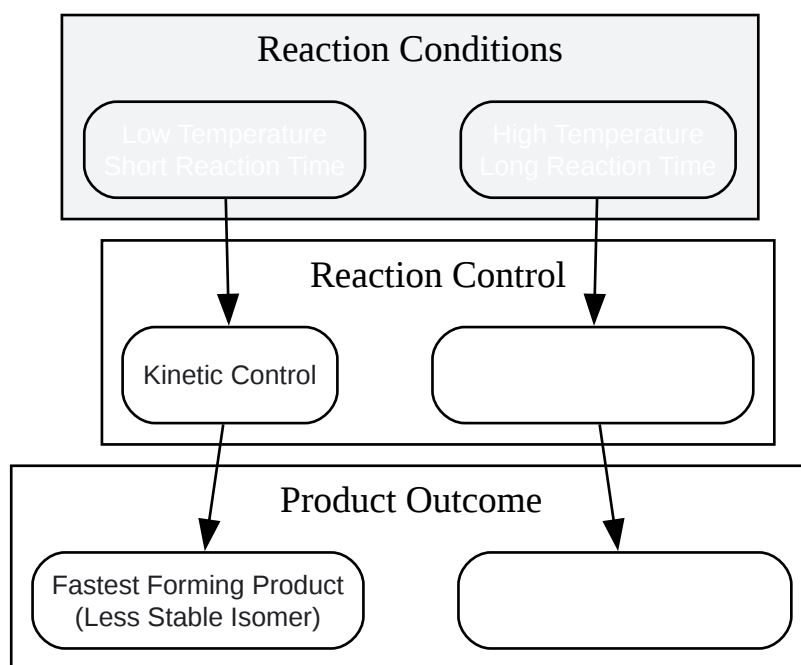 Reaction Conditions
Low Temperature
Short Reaction Time
High Temperature
Long Reaction Time
Reaction Control
Kinetic Control
Product Outcome
Fastest Forming Product
(Less Stable Isomer)